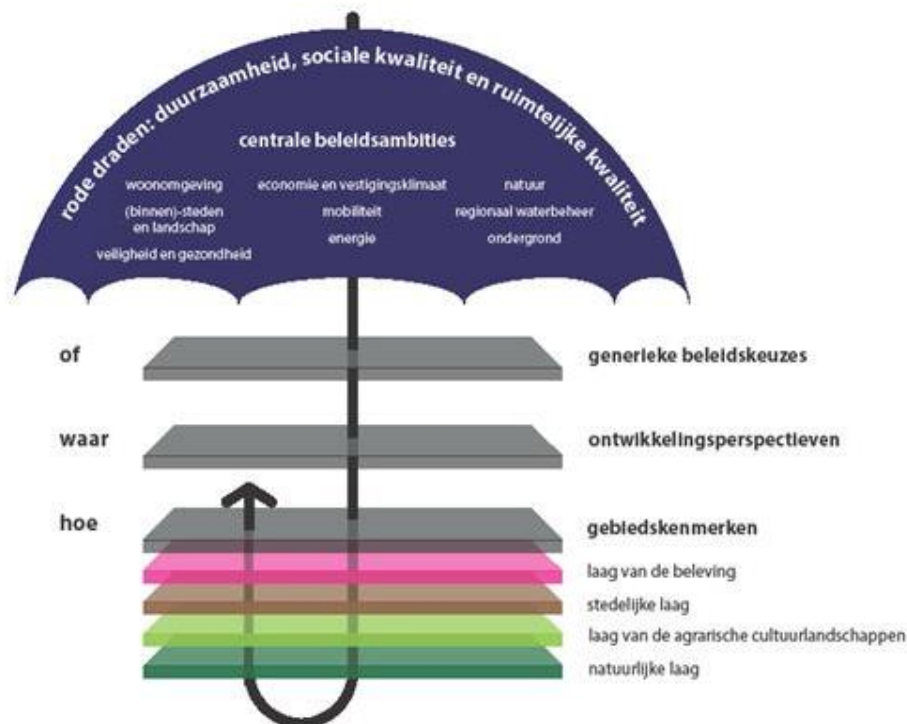 rode draden: duurzaamheid, sociale kwaliteit en ruimtelijke kwaliteit
centrale beleidsambities
woonomgeving
(binnen)-steden
en landschap
veiligheid en gezondheid
economie en vestigingsklimaat
mobiliteit
energie
natuur
regionaal waterbeheer
ondergrond
of
generieke beleidskeuzes
waar
ontwikkelingsperspectieven
hoe
gebiedskenmerken
laag van de beleving
stedelijke laag
laag van de agrarische cultuurlandschappen
natuurlijke laag